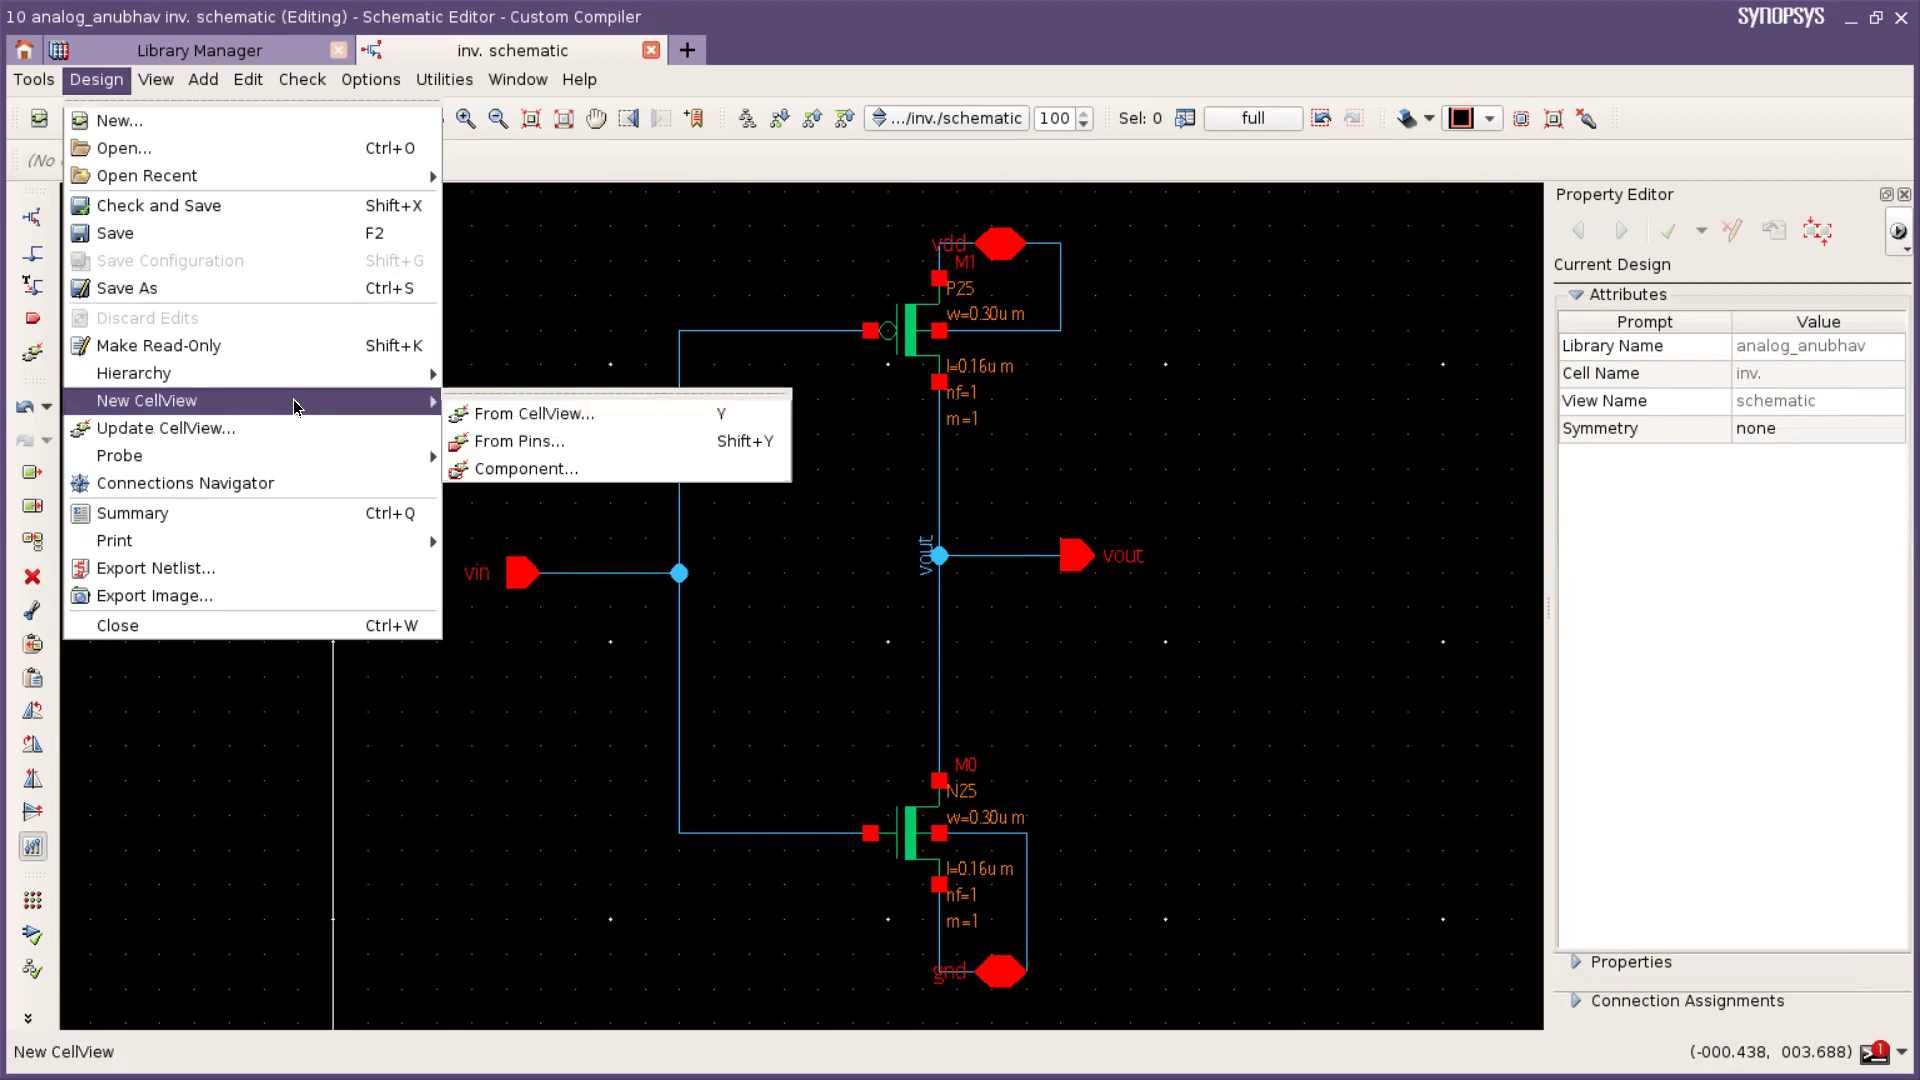 10 analog_anubhav inv. schematic (Editing) - Schematic Editor - Custom Compiler
SYNOPSYS
Library Manager
inv. schematic
Tools Design View Add Edit Check Options Utilities Window Help
.../inv./schematic
100
Sel: 0
full
(No
New...
Open... Ctrl+O
Open Recent
Check and Save Shift+X
Save F2
Save Configuration Shift+G
Save As Ctrl+S
Discard Edits
Make Read-Only Shift+K
Hierarchy
New CellView
Update CellView...
Probe
Connections Navigator
Summary Ctrl+Q
Print
Export Netlist...
Export Image...
Close Ctrl+W
From CellView... Y
From Pins... Shift+Y
Component...
vdd
M1
P25
w=0.30u m
l=0.16u m
nf=1
m=1
vin
vout
vout
M0
N25
w=0.30u m
l=0.16u m
nf=1
m=1
gnd
Property Editor
Current Design
Attributes
Prompt Value
Library Name analog_anubhav
Cell Name inv.
View Name schematic
Symmetry none
Properties
Connection Assignments
New CellView
(-000.438, 003.688)
1